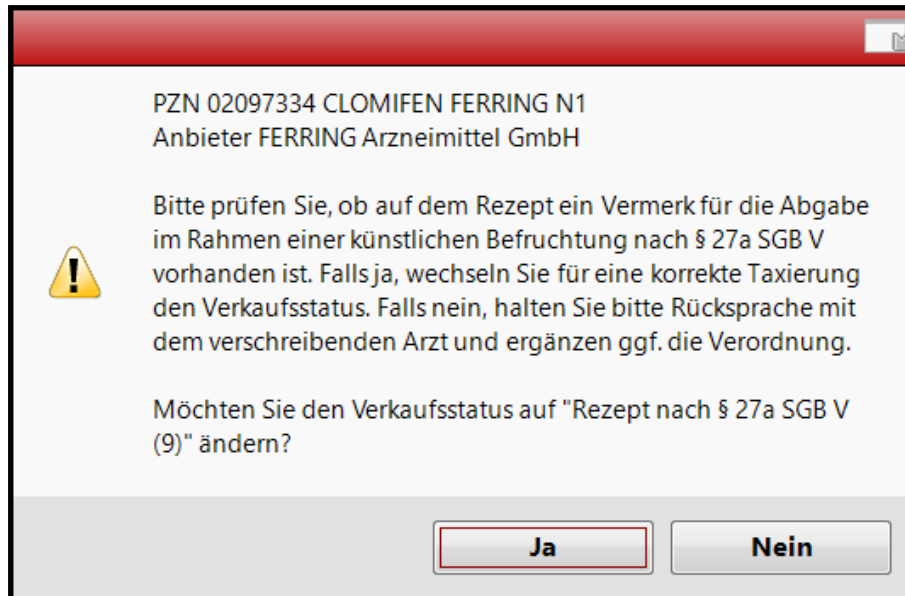 PZN 02097334 CLOMIFEN FERRING N1
Anbieter FERRING Arzneimittel GmbH
Bitte prüfen Sie, ob auf dem Rezept ein Vermerk für die Abgabe
im Rahmen einer künstlichen Befruchtung nach § 27a SGB V
vorhanden ist. Falls ja, wechseln Sie für eine korrekte Taxierung
den Verkaufsstatus. Falls nein, halten Sie bitte Rücksprache mit
dem verschreibenden Arzt und ergänzen ggf. die Verordnung.
Möchten Sie den Verkaufsstatus auf "Rezept nach § 27a SGB V
(9)" ändern?
Ja
Nein